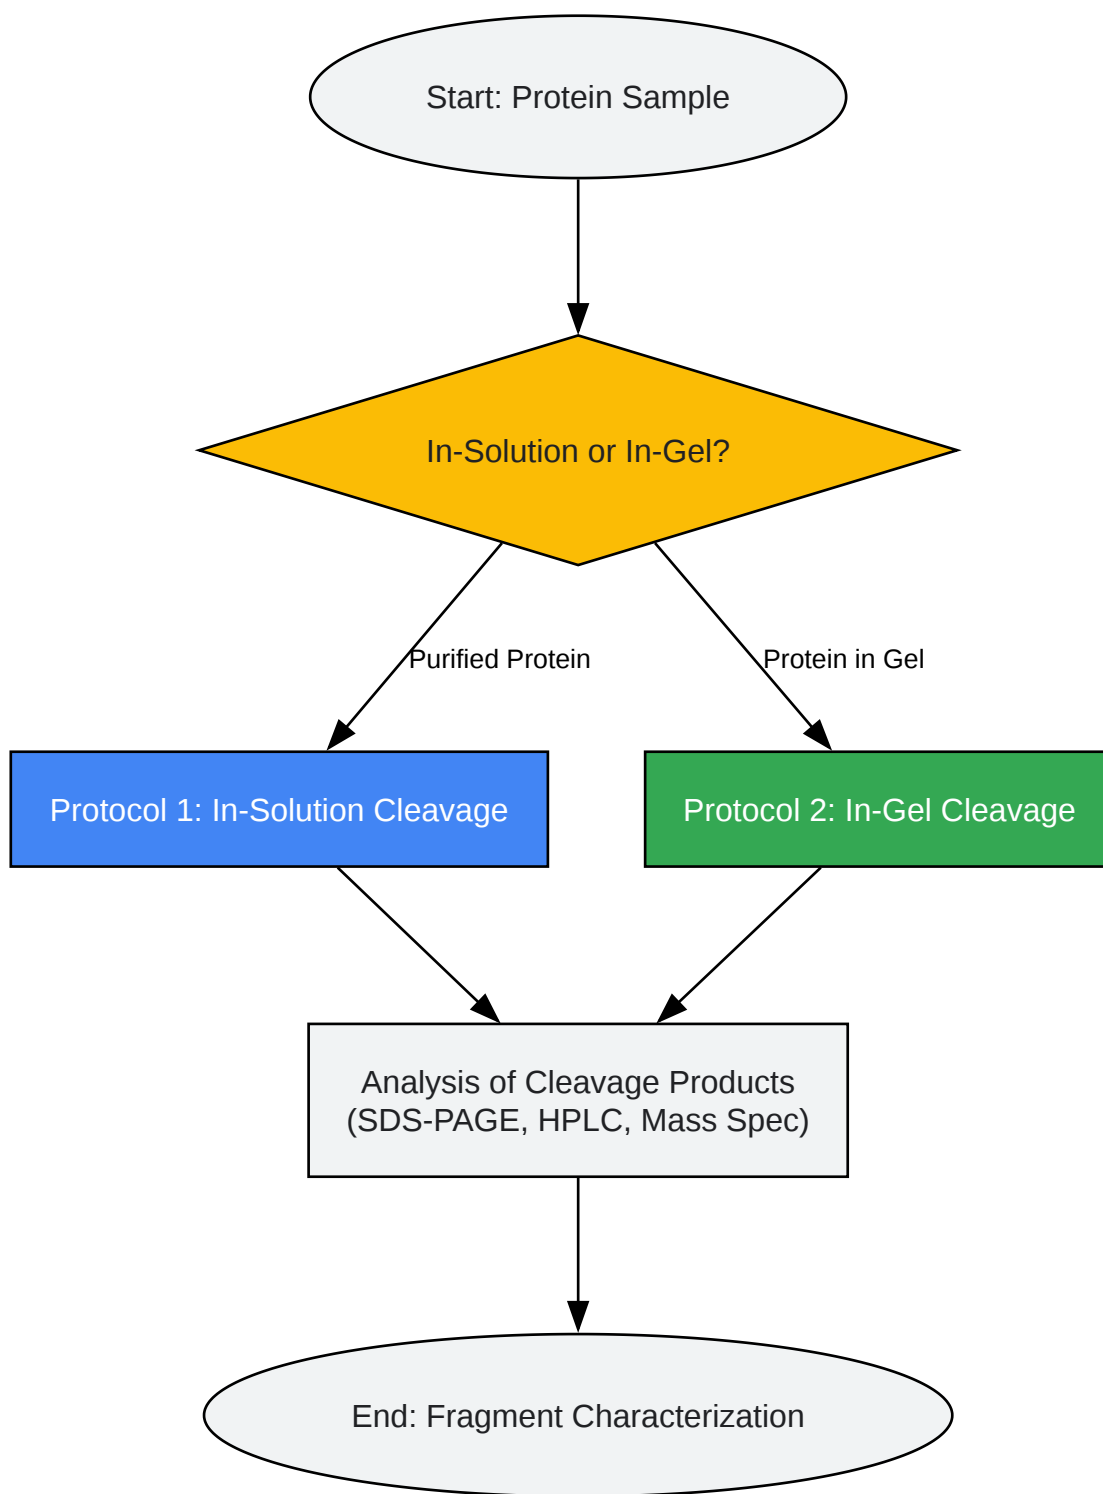 Start: Protein Sample
In-Solution or In-Gel?
Purified Protein
Protein in Gel
Protocol 1: In-Solution Cleavage
Protocol 2: In-Gel Cleavage
Analysis of Cleavage Products
(SDS-PAGE, HPLC, Mass Spec)
End: Fragment Characterization